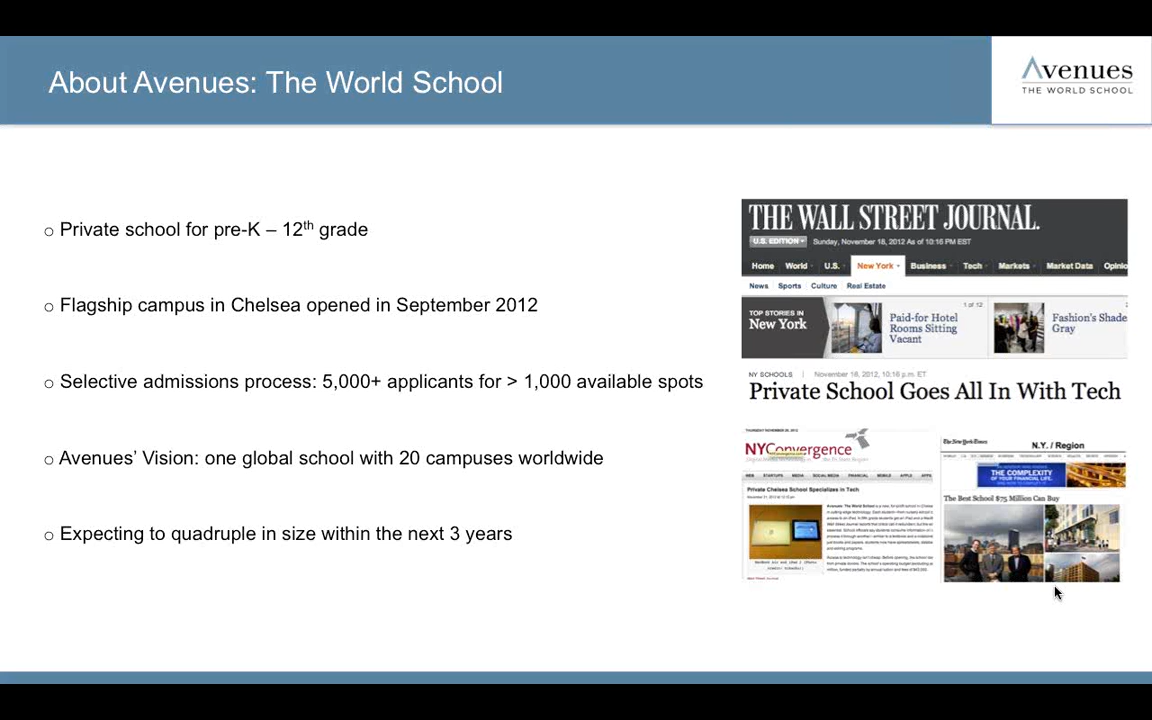 About Avenues: The World School
Avenues
THE WORLD SCHOOL
○ Private school for pre-K – 12th grade
○ Flagship campus in Chelsea opened in September 2012
○ Selective admissions process: 5,000+ applicants for > 1,000 available spots
○ Avenues’ Vision: one global school with 20 campuses worldwide
○ Expecting to quadruple in size within the next 3 years
THE WALL STREET JOURNAL.
U.S. EDITION Sunday, November 18, 2012 As of 10:16 PM EST
Home World U.S. New York Business Tech Markets Market Data Opinio
News Sports Culture Real Estate
1 of 12
TOP STORIES IN
New York
Paid-for Hotel
Rooms Sitting
Vacant
Fashion's Shade
Gray
NY SCHOOLS | November 18, 2012, 10:16 p.m. ET
Private School Goes All In With Tech
NYConvergence
Private Chelsea School Specializes in Tech
The New York Times
N.Y. / Region
THE COMPLEXITY
OF YOUR FINANCIAL LIFE.
The Best School $75 Million Can Buy